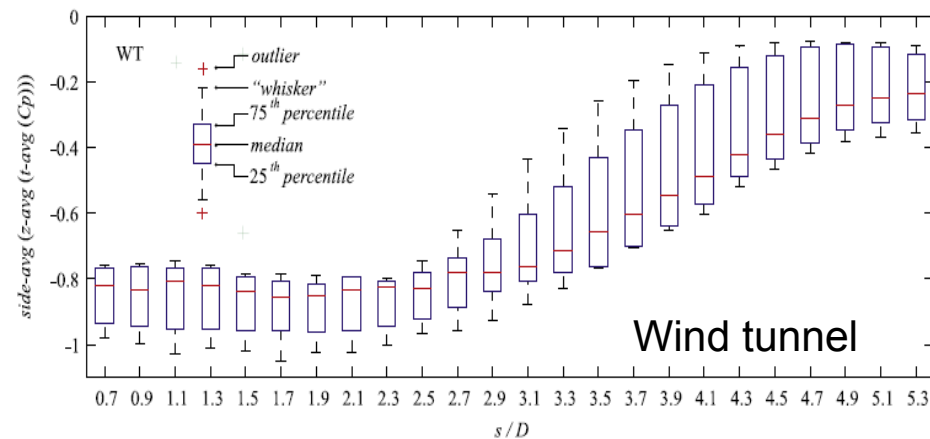 0
-0.2
-0.4
-0.6
-0.8
-1
side-avg (z-avg (t-avg (Cp)))
WT
outlier
“whisker”
75th percentile
median
25th percentile
Wind tunnel
0.7 0.9 1.1 1.3 1.5 1.7 1.9 2.1 2.3 2.5 2.7 2.9 3.1 3.3 3.5 3.7 3.9 4.1 4.3 4.5 4.7 4.9 5.1 5.3
s/D